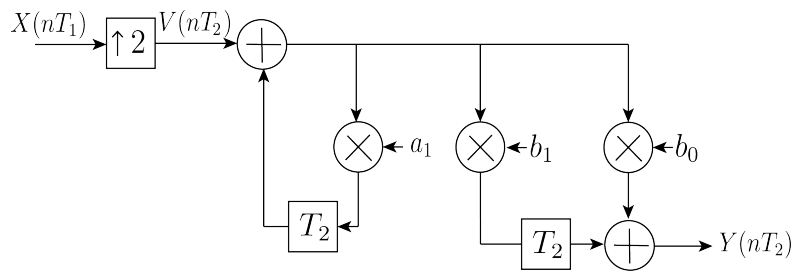 X(nT₁)
↑2
V(nT₂)
a₁
b₁
b₀
T₂
T₂
Y(nT₂)